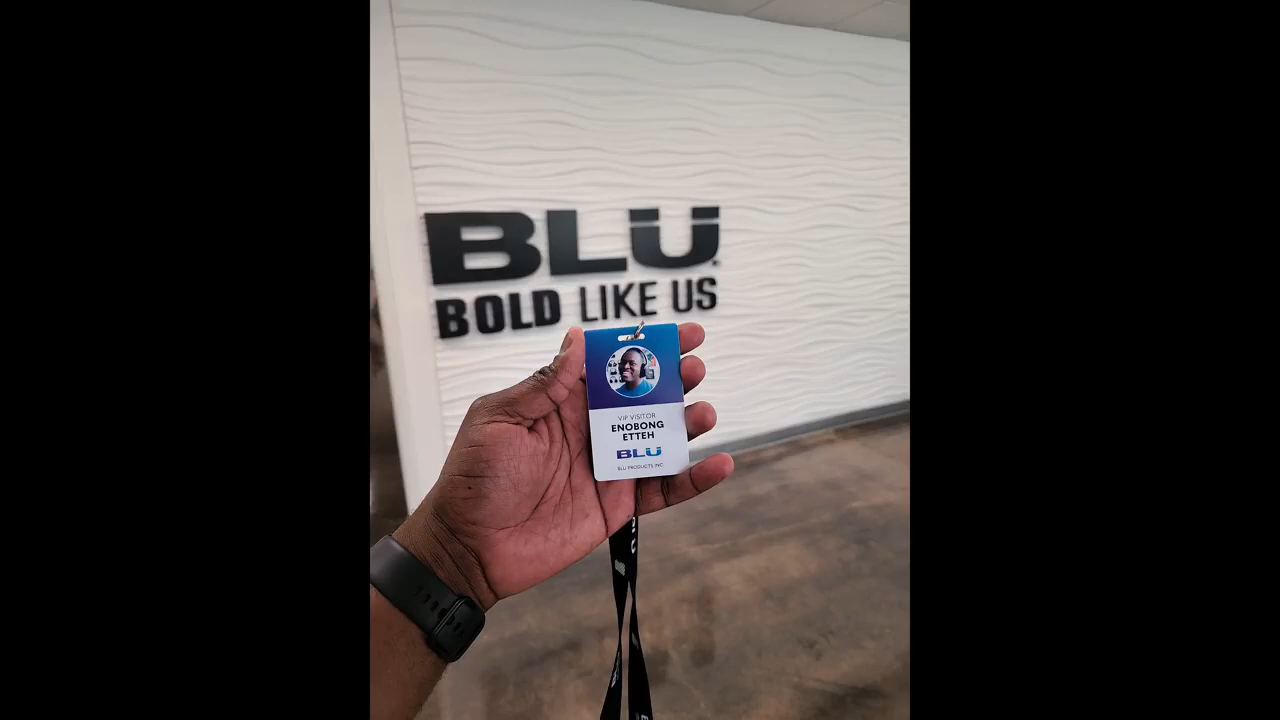 BLU
BOLD LIKE US
VIP VISITOR
ENOBONG
ETTEH
BLU
BLU PRODUCTS INC